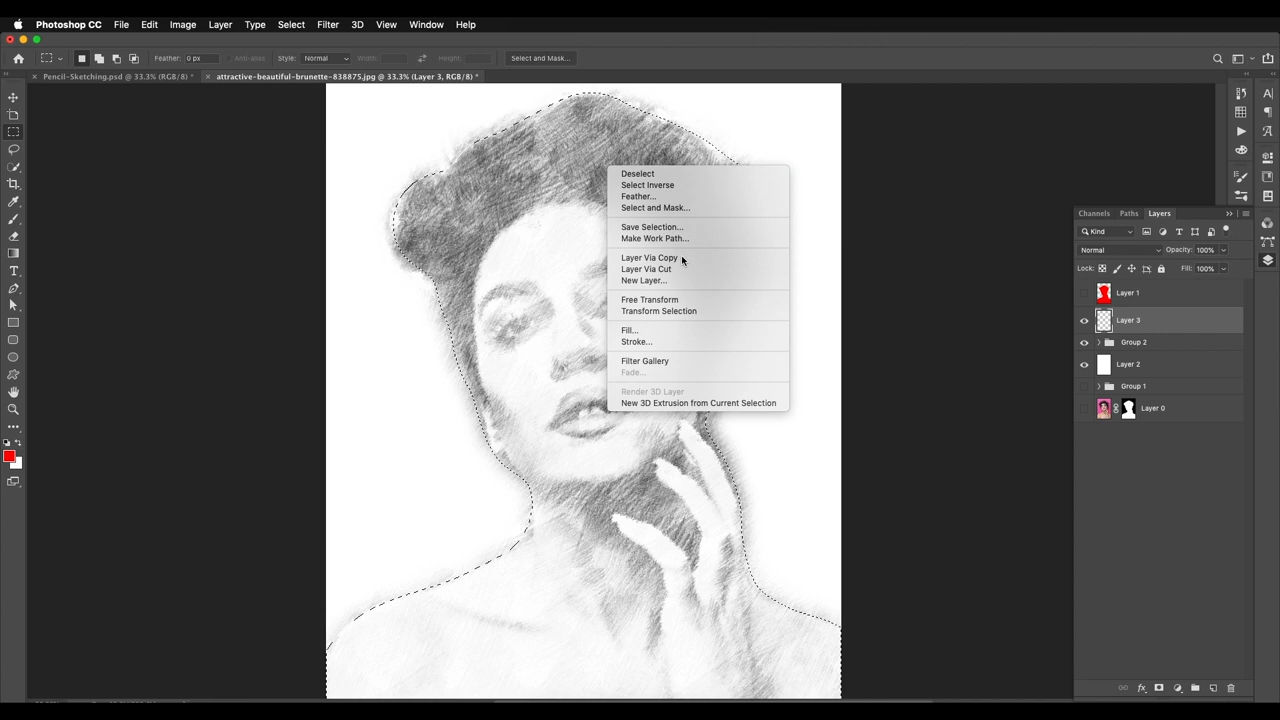 Photoshop CC File Edit Image Layer Type Select Filter 3D View Window Help
Feather: 0 px Anti-alias Style: Normal Width: Height: Select and Mask...
Pencil-Sketching.psd @ 33.3% (RGB/8) * attractive-beautiful-brunette-838875.jpg @ 33.3% (Layer 3, RGB/8) *
Deselect
Select Inverse
Feather...
Select and Mask...
Save Selection...
Make Work Path...
Layer Via Copy
Layer Via Cut
New Layer...
Free Transform
Transform Selection
Fill...
Stroke...
Filter Gallery
Fade...
Render 3D Layer
New 3D Extrusion from Current Selection
Channels Paths Layers
Kind
Normal Opacity: 100%
Lock: Fill: 100%
Layer 1
Layer 3
Group 2
Layer 2
Group 1
Layer 0